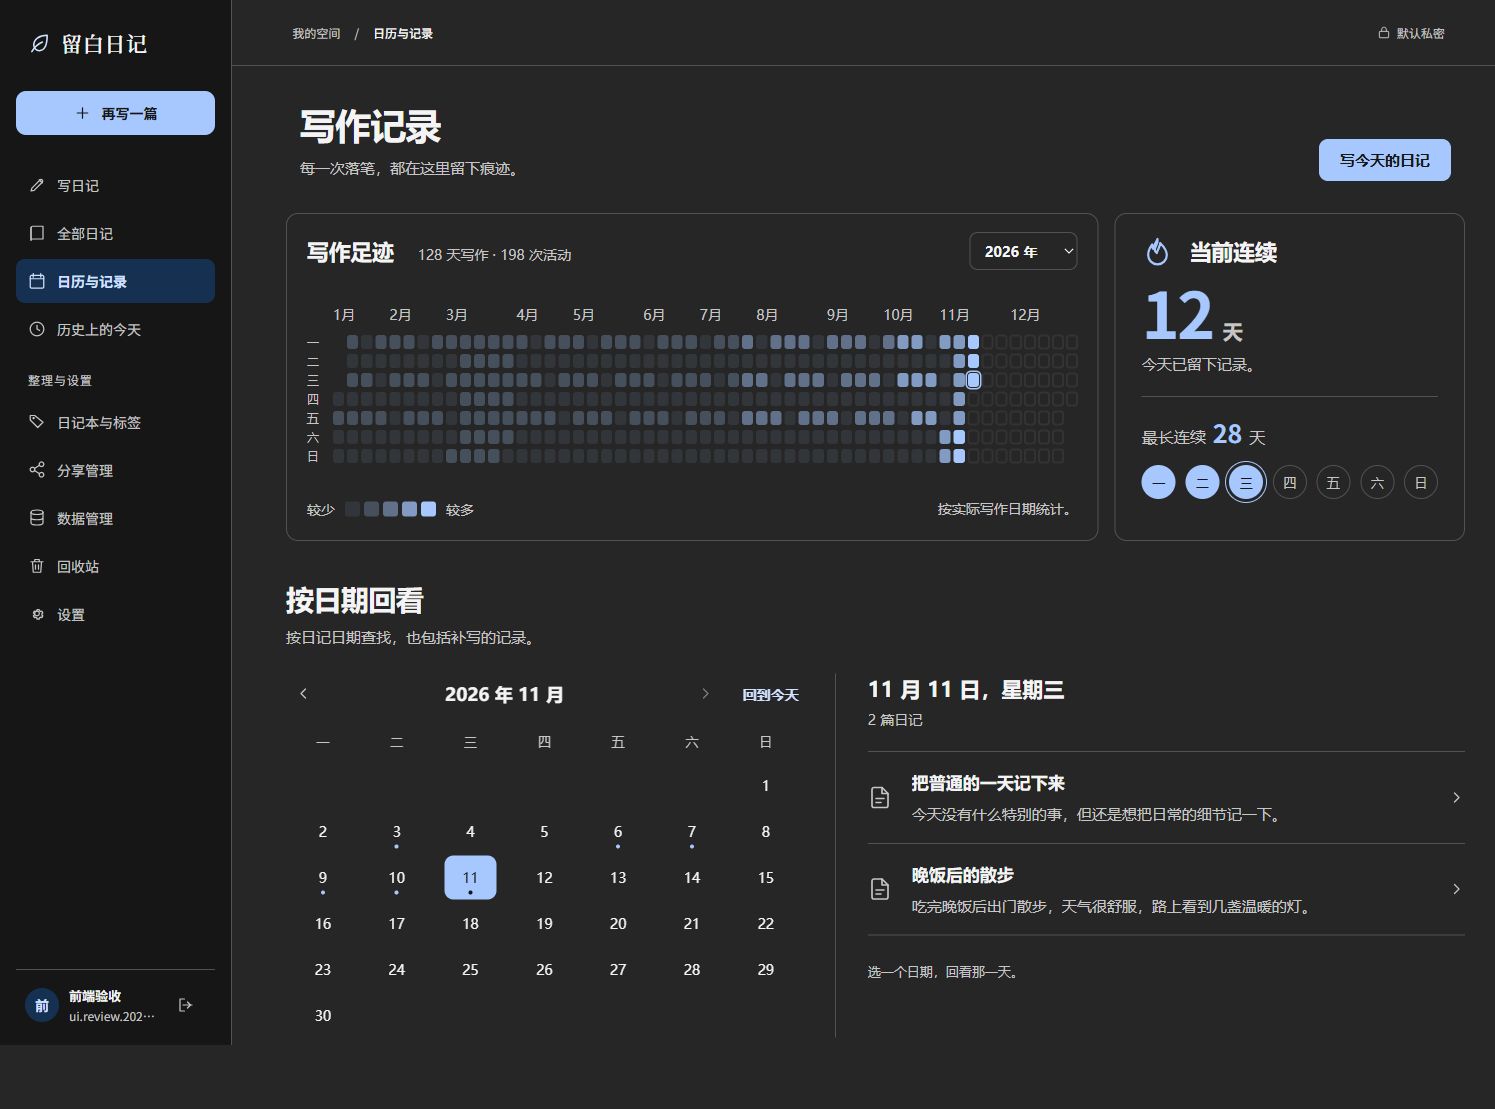 留白日记
再写一篇
写日记
全部日记
日历与记录
历史上的今天
整理与设置
日记本与标签
分享管理
数据管理
回收站
设置
前
前端验收
ui.review.202…
我的空间 / 日历与记录
默认私密
写作记录
每一次落笔，都在这里留下痕迹。
写今天的日记
写作足迹 128 天写作 · 198 次活动
2026 年
1月 2月 3月 4月 5月 6月 7月 8月 9月 10月 11月 12月
一
二
三
四
五
六
日
较少 较多
按实际写作日期统计。
当前连续
12 天
今天已留下记录。
最长连续 28 天
一 二 三 四 五 六 日
按日期回看
按日记日期查找，也包括补写的记录。
2026 年 11 月
回到今天
一 二 三 四 五 六 日
1
2 3 4 5 6 7 8
9 10 11 12 13 14 15
16 17 18 19 20 21 22
23 24 25 26 27 28 29
30
11 月 11 日，星期三
2 篇日记
把普通的一天记下来
今天没有什么特别的事，但还是想把日常的细节记一下。
晚饭后的散步
吃完晚饭后出门散步，天气很舒服，路上看到几盏温暖的灯。
选一个日期，回看那一天。